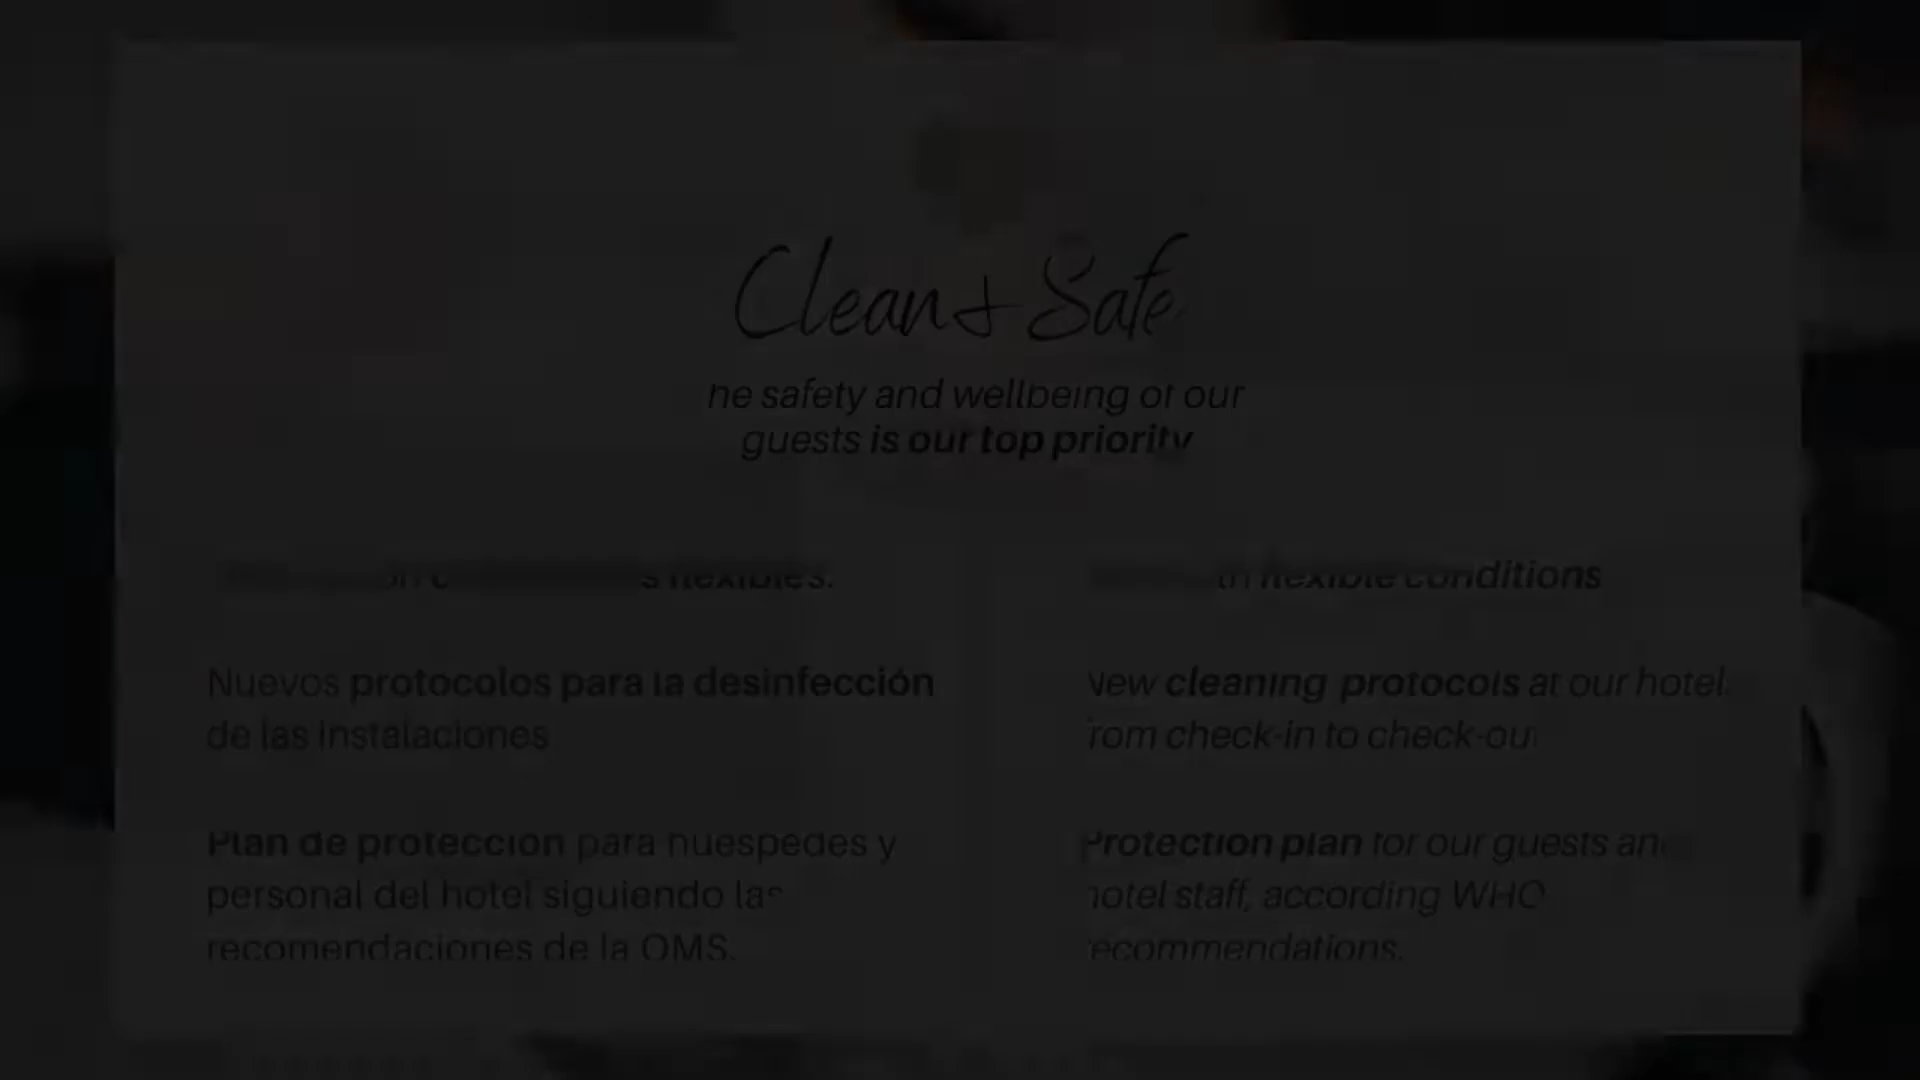 Clean & Safe
he safety and wellbeing of our
guests is our top priority
s flexibles.
Nuevos protocolos para la desinfección
de las instalaciones
Plan de protección para huéspedes y
personal del hotel siguiendo las
recomendaciones de la OMS.
flexible conditions
New cleaning protocols at our hotel
from check-in to check-out
Protection plan for our guests and
hotel staff, according WHO
recommendations.